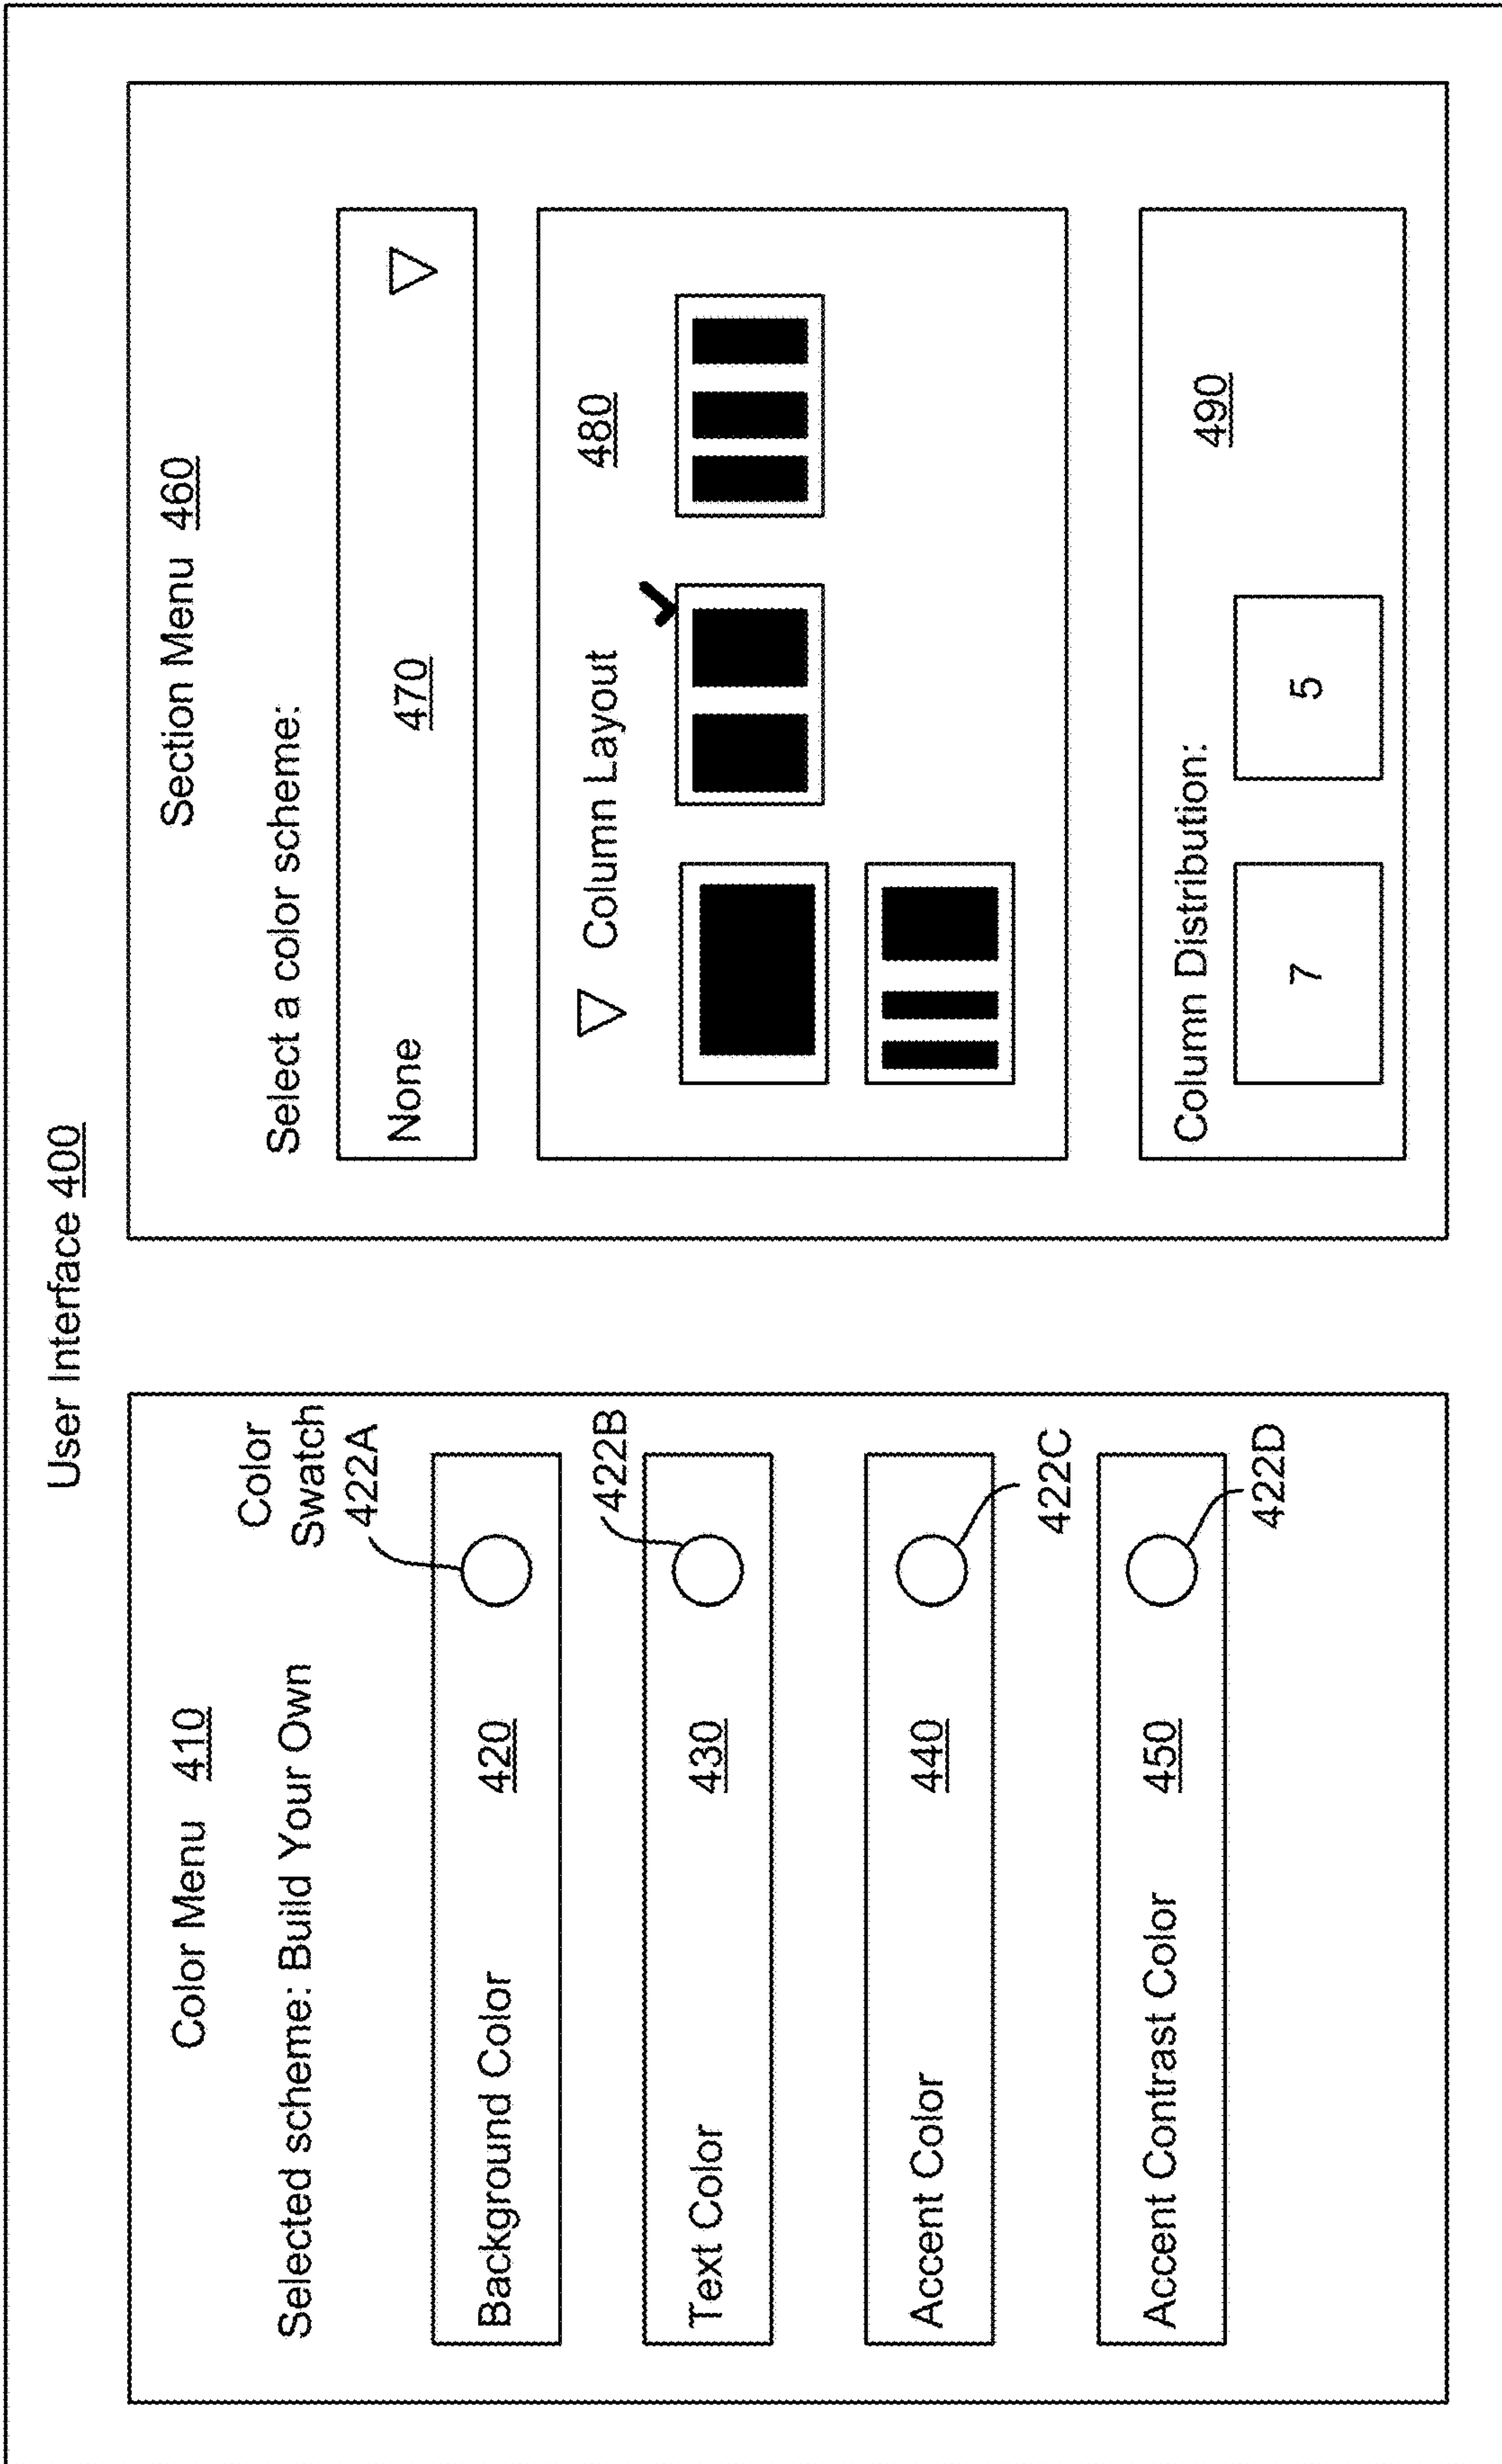 User Interface 400
Color Menu 410
Selected scheme: Build Your Own
Color
Swatch
422A
Background Color 420
422B
Text Color 430
Accent Color 440
422C
Accent Contrast Color 450
422D
Section Menu 460
Select a color scheme:
None 470
Column Layout 480
Column Distribution: 490
7 5